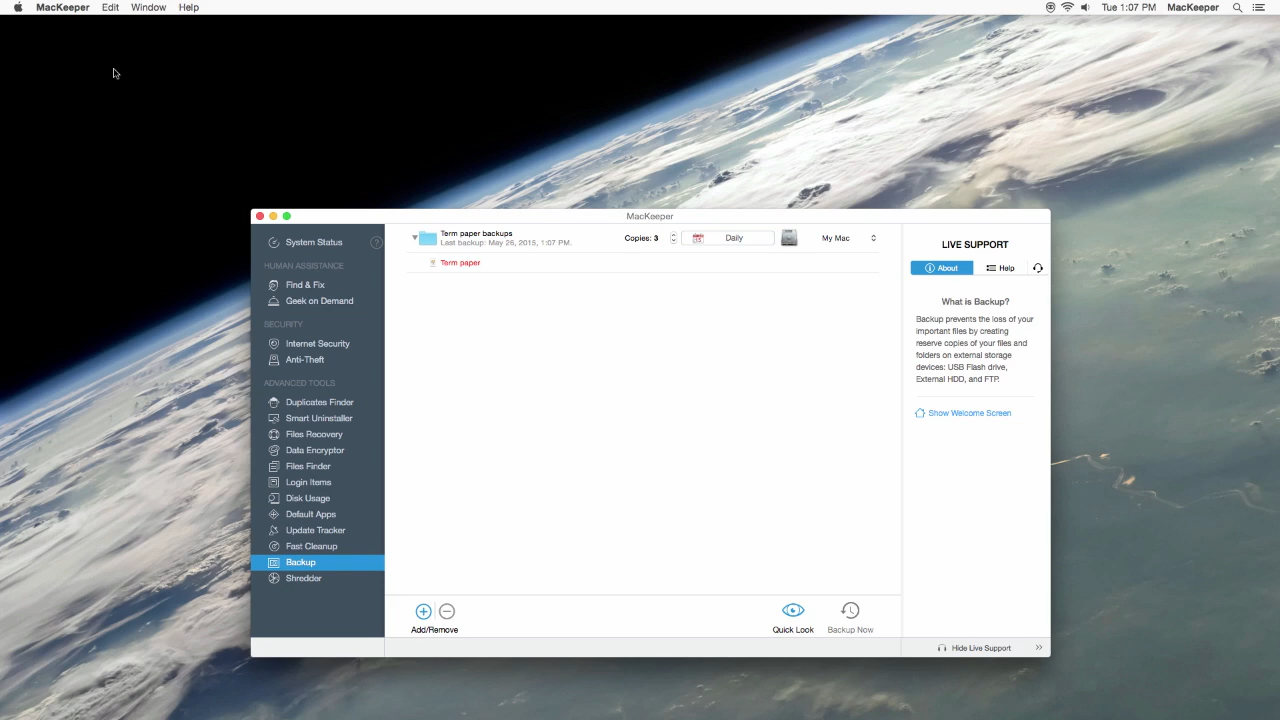 MacKeeper Edit Window Help Tue 1:07 PM MacKeeper
MacKeeper
System Status ?
HUMAN ASSISTANCE
Find & Fix
Geek on Demand
SECURITY
Internet Security
Anti-Theft
ADVANCED TOOLS
Duplicates Finder
Smart Uninstaller
Files Recovery
Data Encryptor
Files Finder
Login Items
Disk Usage
Default Apps
Update Tracker
Fast Cleanup
Backup
Shredder
Term paper backups
Last backup: May 26, 2015, 1:07 PM.
Copies: 3 Daily My Mac
Term paper
Add/Remove
Quick Look
Backup Now
LIVE SUPPORT
About Help
What is Backup?
Backup prevents the loss of your
important files by creating
reserve copies of your files and
folders on external storage
devices: USB Flash drive,
External HDD, and FTP.
Show Welcome Screen
Hide Live Support